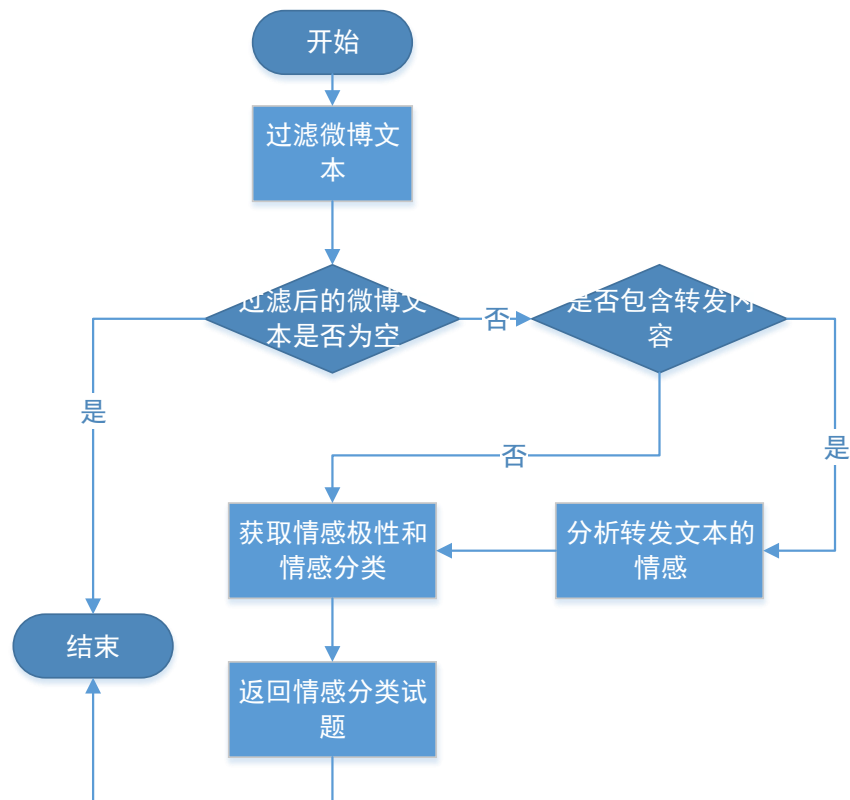 开始
过滤微博文
本
过滤后的微博文
本是否为空
否
是否包含转发内
容
是
否
是
获取情感极性和
情感分类
分析转发文本的
情感
结束
返回情感分类试
题